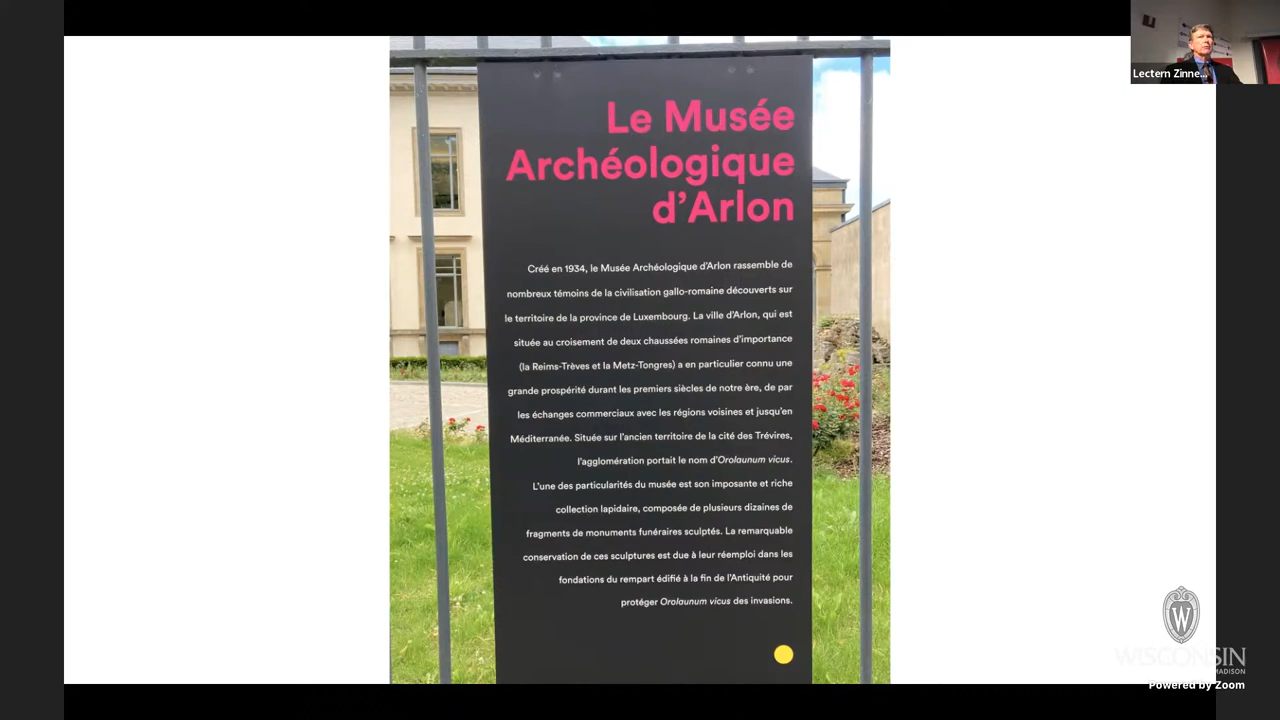 Le Musée
Archéologique
d'Arlon
Créé en 1934, le Musée Archéologique d'Arlon rassemble de
nombreux témoins de la civilisation gallo-romaine découverts sur
le territoire de la province de Luxembourg. La ville d'Arlon, qui est
située au croisement de deux chaussées romaines d'importance
(la Reims-Trèves et la Metz-Tongres) a en particulier connu une
grande prospérité durant les premiers siècles de notre ère, de par
les échanges commerciaux avec les régions voisines et jusqu'en
Méditerranée. Située sur l'ancien territoire de la cité des Trévires,
l'agglomération portait le nom d'Orolaunum vicus.
L'une des particularités du musée est son imposante et riche
collection lapidaire, composée de plusieurs dizaines de
fragments de monuments funéraires sculptés. La remarquable
conservation de ces sculptures est due à leur réemploi dans les
fondations du rempart édifié à la fin de l'Antiquité pour
protéger Orolaunum vicus des invasions.
Lectern Zinne...
W
WISCONSIN
MADISON
Powered by Zoom